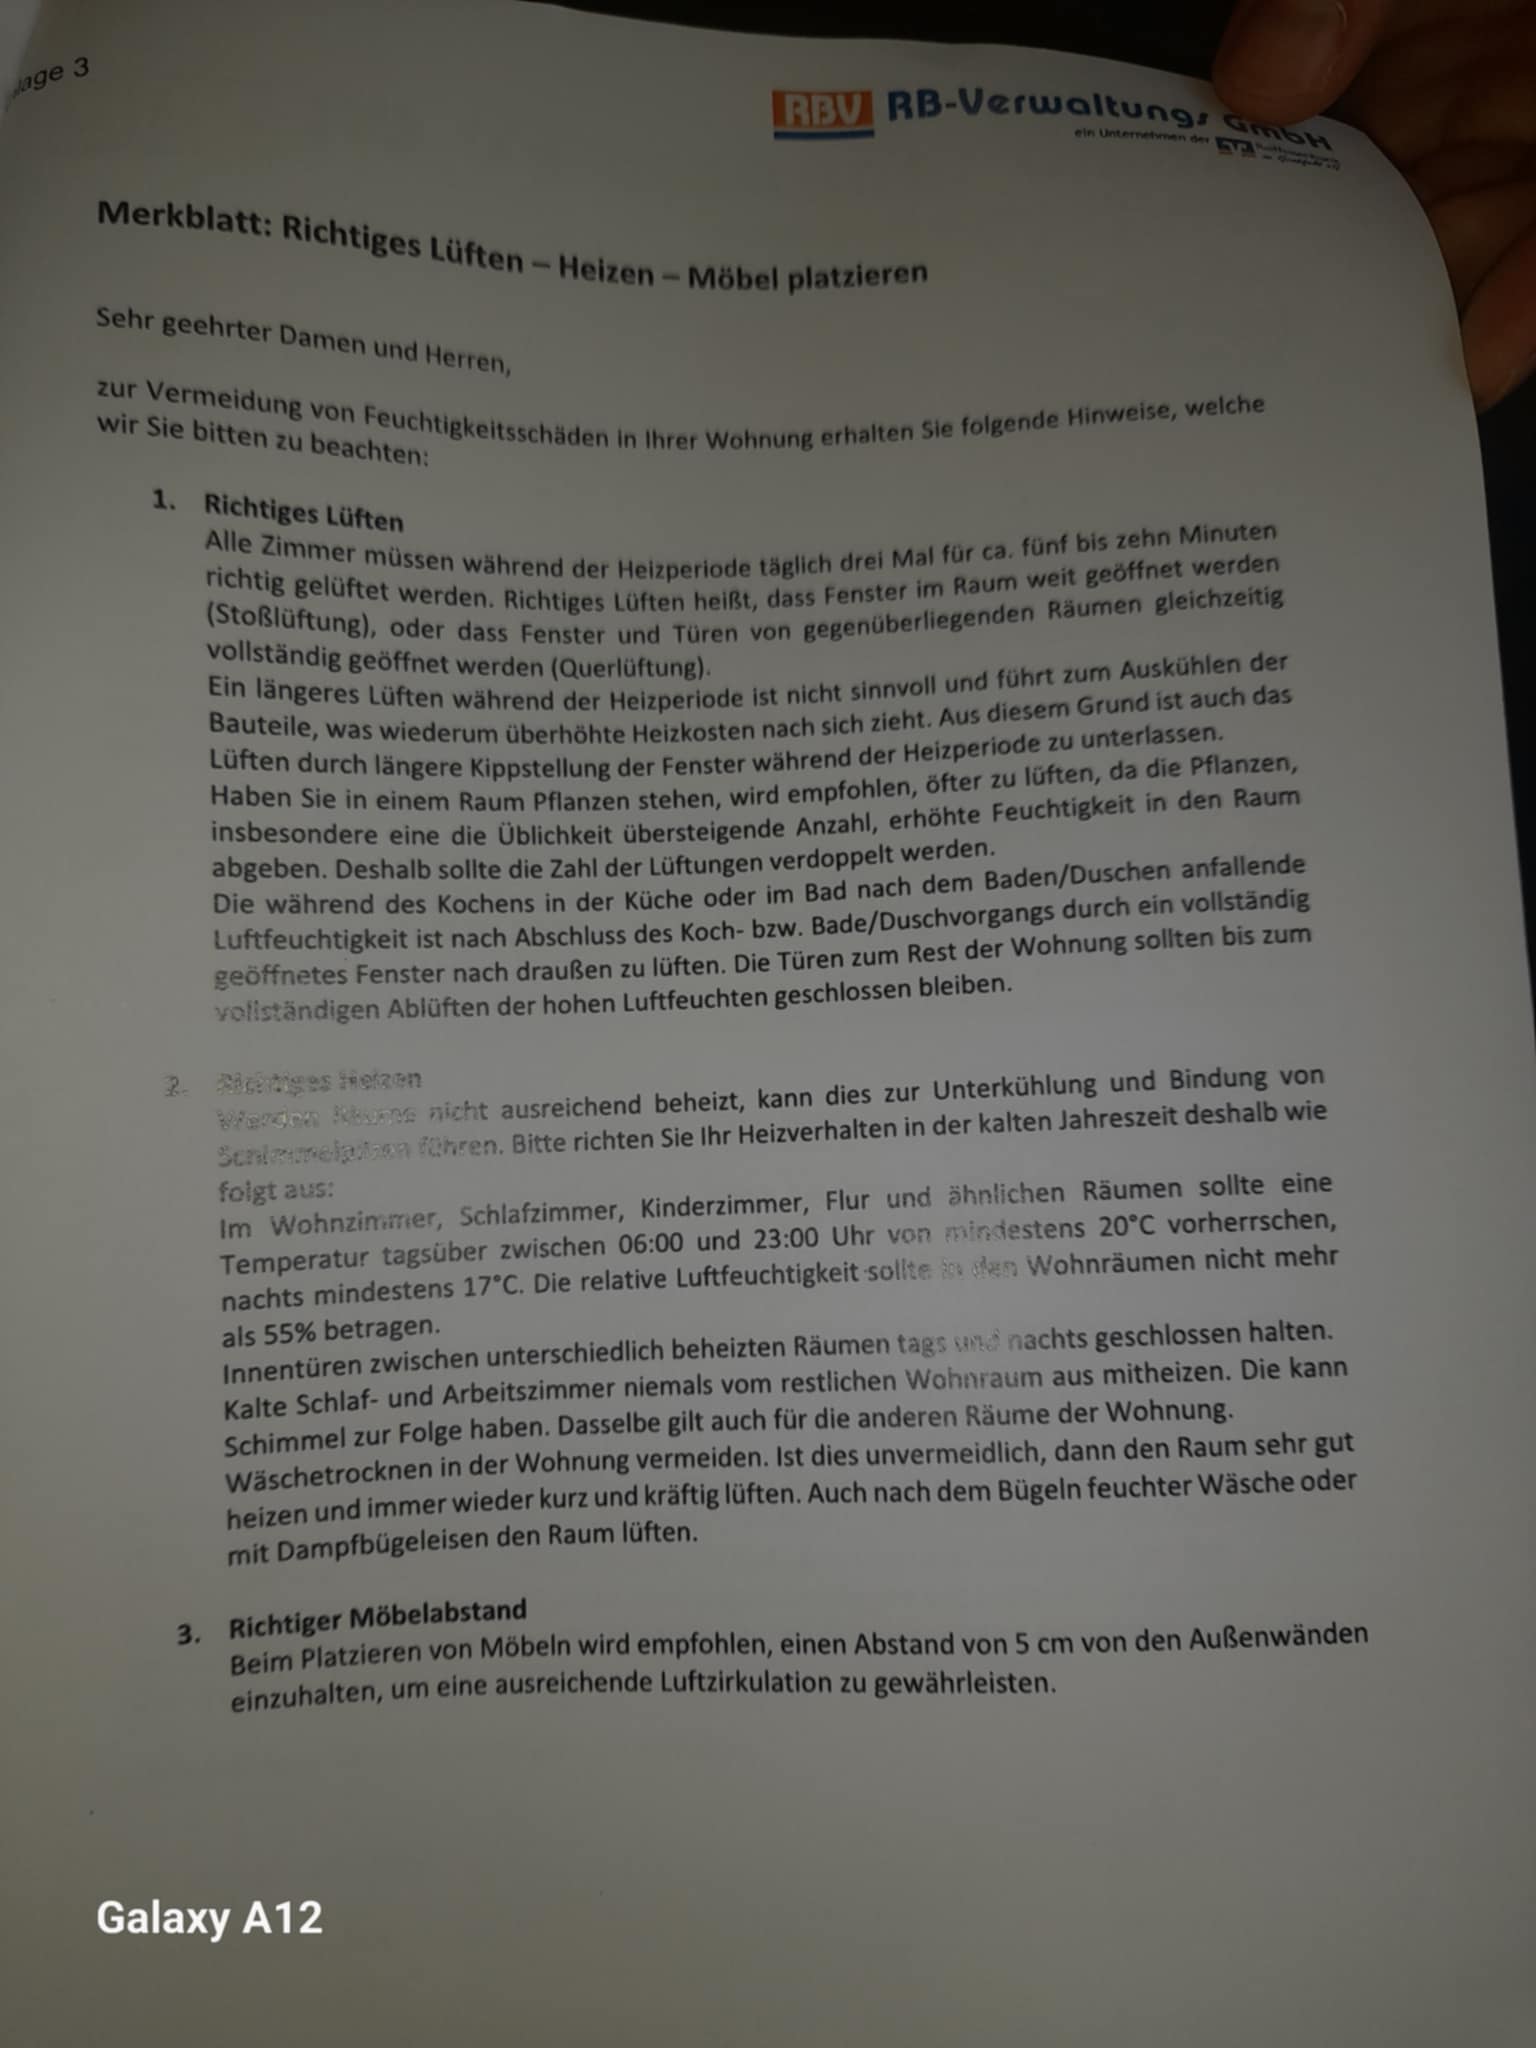 lage 3
RBV RB-Verwaltungs GmbH
ein Unternehmen der
Merkblatt: Richtiges Lüften – Heizen – Möbel platzieren
Sehr geehrter Damen und Herren,
zur Vermeidung von Feuchtigkeitsschäden in Ihrer Wohnung erhalten Sie folgende Hinweise, welche
wir Sie bitten zu beachten:
1. Richtiges Lüften
Alle Zimmer müssen während der Heizperiode täglich drei Mal für ca. fünf bis zehn Minuten
richtig gelüftet werden. Richtiges Lüften heißt, dass Fenster im Raum weit geöffnet werden
(Stoßlüftung), oder dass Fenster und Türen von gegenüberliegenden Räumen gleichzeitig
vollständig geöffnet werden (Querlüftung).
Ein längeres Lüften während der Heizperiode ist nicht sinnvoll und führt zum Auskühlen der
Bauteile, was wiederum überhöhte Heizkosten nach sich zieht. Aus diesem Grund ist auch das
Lüften durch längere Kippstellung der Fenster während der Heizperiode zu unterlassen.
Haben Sie in einem Raum Pflanzen stehen, wird empfohlen, öfter zu lüften, da die Pflanzen,
insbesondere eine die Üblichkeit übersteigende Anzahl, erhöhte Feuchtigkeit in den Raum
abgeben. Deshalb sollte die Zahl der Lüftungen verdoppelt werden.
Die während des Kochens in der Küche oder im Bad nach dem Baden/Duschen anfallende
Luftfeuchtigkeit ist nach Abschluss des Koch- bzw. Bade/Duschvorgangs durch ein vollständig
geöffnetes Fenster nach draußen zu lüften. Die Türen zum Rest der Wohnung sollten bis zum
vollständigen Ablüften der hohen Luftfeuchten geschlossen bleiben.
2. Richtiges Heizen
Werden Räume nicht ausreichend beheizt, kann dies zur Unterkühlung und Bindung von
Schimmelpilzen führen. Bitte richten Sie Ihr Heizverhalten in der kalten Jahreszeit deshalb wie
folgt aus:
Im Wohnzimmer, Schlafzimmer, Kinderzimmer, Flur und ähnlichen Räumen sollte eine
Temperatur tagsüber zwischen 06:00 und 23:00 Uhr von mindestens 20°C vorherrschen,
nachts mindestens 17°C. Die relative Luftfeuchtigkeit sollte in den Wohnräumen nicht mehr
als 55% betragen.
Innentüren zwischen unterschiedlich beheizten Räumen tags und nachts geschlossen halten.
Kalte Schlaf- und Arbeitszimmer niemals vom restlichen Wohnraum aus mitheizen. Die kann
Schimmel zur Folge haben. Dasselbe gilt auch für die anderen Räume der Wohnung.
Wäschetrocknen in der Wohnung vermeiden. Ist dies unvermeidlich, dann den Raum sehr gut
heizen und immer wieder kurz und kräftig lüften. Auch nach dem Bügeln feuchter Wäsche oder
mit Dampfbügeleisen den Raum lüften.
3. Richtiger Möbelabstand
Beim Platzieren von Möbeln wird empfohlen, einen Abstand von 5 cm von den Außenwänden
einzuhalten, um eine ausreichende Luftzirkulation zu gewährleisten.
Galaxy A12